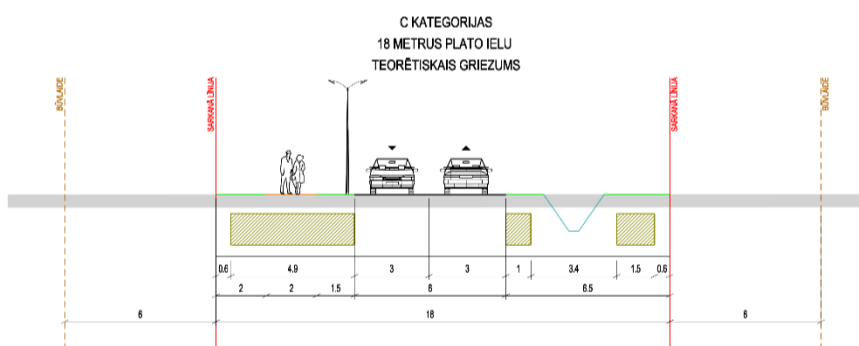 C KATEGORIJAS
18 METRUS PLATO IELU
TEORĒTISKAIS GRIEZUMS
BŪVLAIDE
SARKANĀ LĪNIJA
SARKANĀ LĪNIJA
BŪVLAIDE
0.6 4.9 3 3 1 3.4 1.5 0.6
2 2 1.5 6 6.5
6 18 6